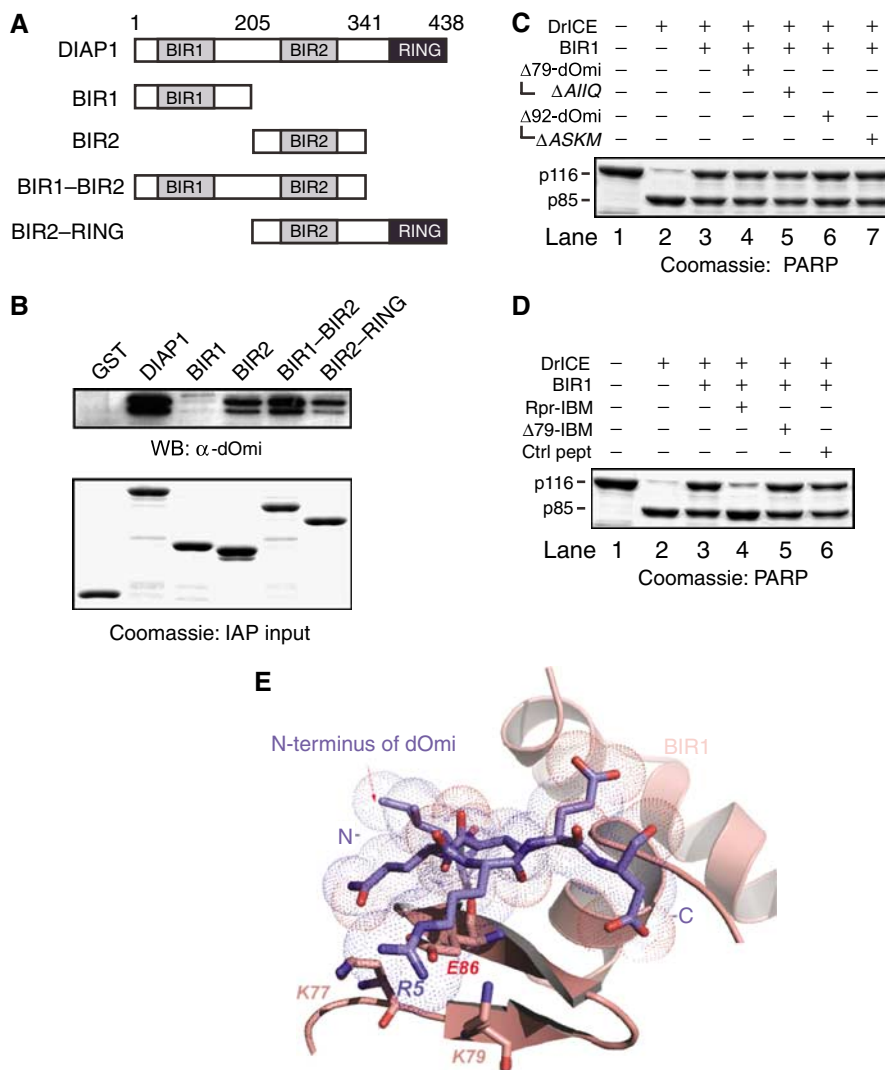 A
1 205 341 438
DIAP1 BIR1 BIR2 RING
BIR1 BIR1
BIR2 BIR2
BIR1–BIR2 BIR1 BIR2
BIR2–RING BIR2 RING
B
GST DIAP1 BIR1 BIR2 BIR1–BIR2 BIR2–RING
WB: α-dOmi
Coomassie: IAP input
C
DrICE – + + + + + +
BIR1 – – + + + + +
Δ79-dOmi – – – + – – –
ΔAIIQ – – – – + – –
Δ92-dOmi – – – – – + –
ΔASKM – – – – – – +
p116
p85
Lane 1 2 3 4 5 6 7
Coomassie: PARP
D
DrICE – + + + + +
BIR1 – – + + + +
Rpr-IBM – – – + – –
Δ79-IBM – – – – + –
Ctrl pept – – – – – +
p116
p85
Lane 1 2 3 4 5 6
Coomassie: PARP
E
N-terminus of dOmi
BIR1
N-
-C
E86
K77
R5
K79